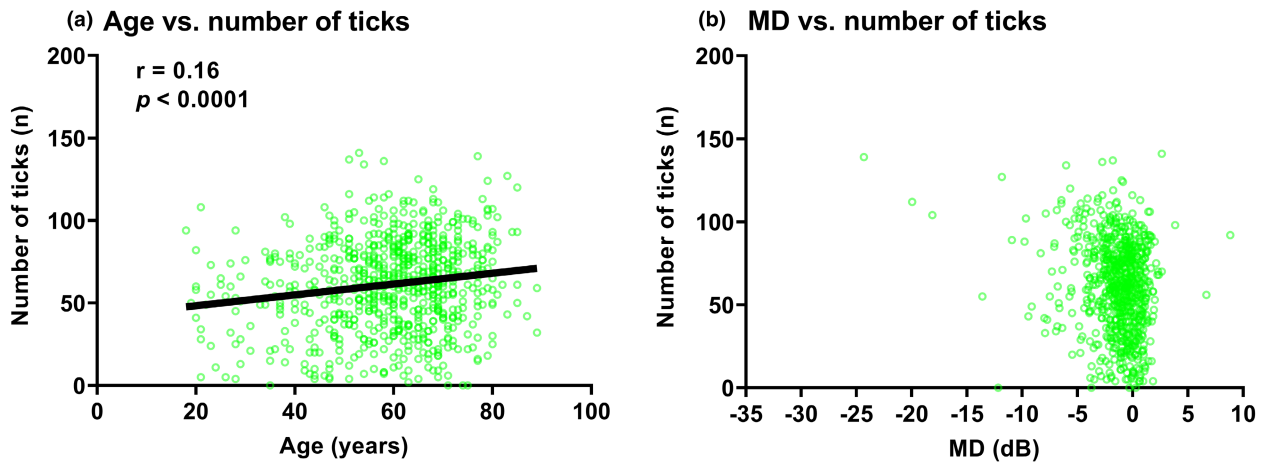 (a) Age vs. number of ticks
200
150
100
50
0
Number of ticks (n)
r = 0.16
p < 0.0001
0 20 40 60 80 100
Age (years)
(b) MD vs. number of ticks
200
150
100
50
0
Number of ticks (n)
-35 -30 -25 -20 -15 -10 -5 0 5 10
MD (dB)